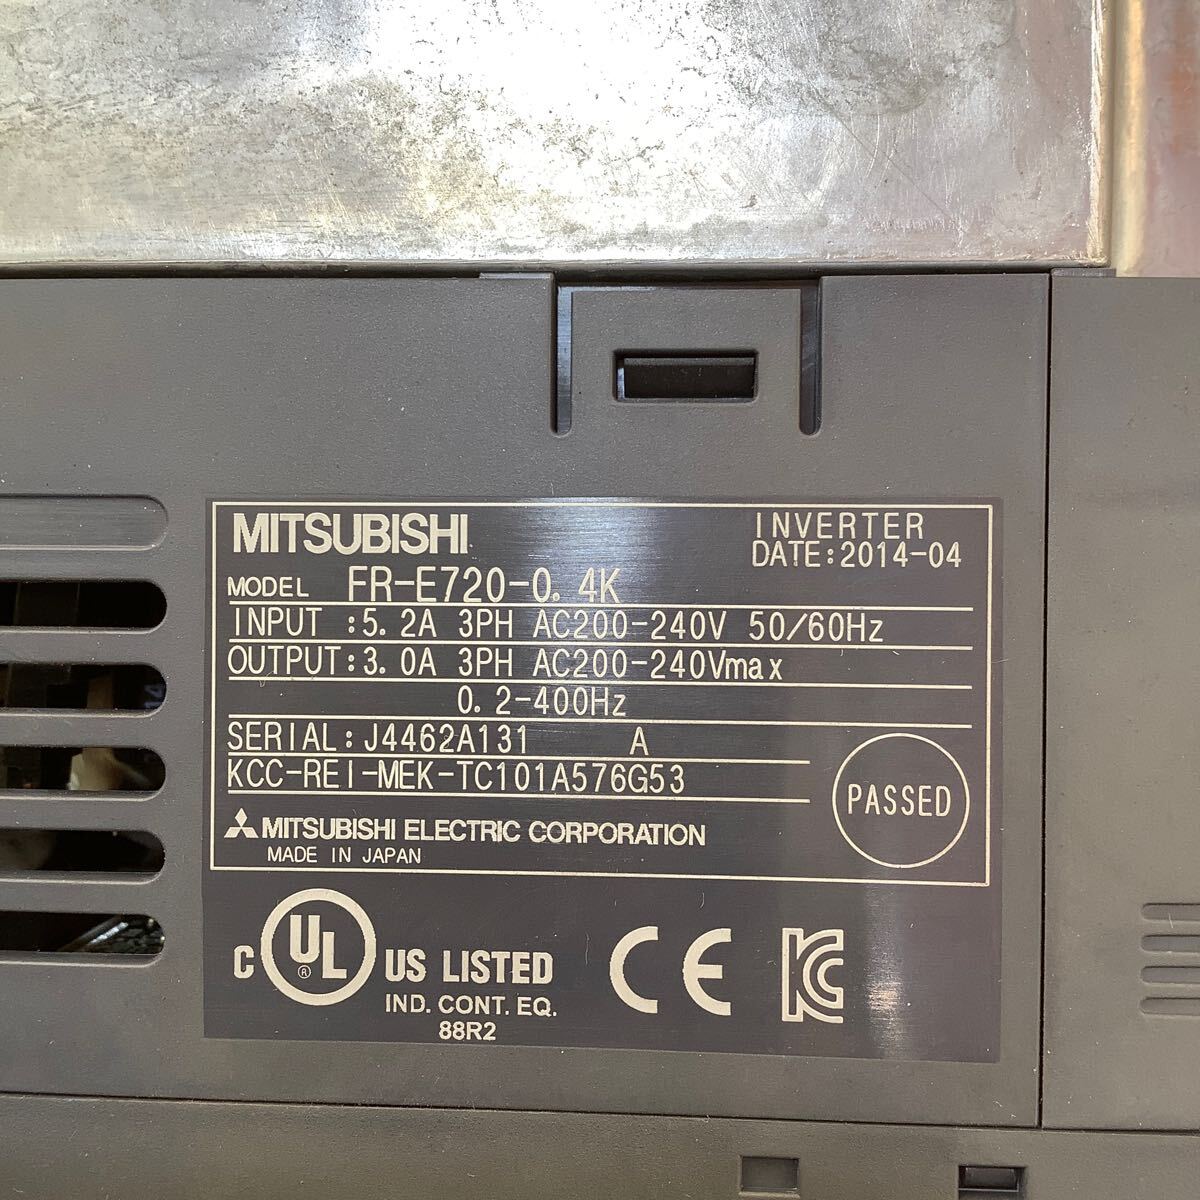 MITSUBISHI
INVERTER
DATE:2014-04
MODEL FR-E720-0.4K
INPUT :5.2A 3PH AC200-240V 50/60Hz
OUTPUT:3.0A 3PH AC200-240Vmax
0.2-400Hz
SERIAL:J4462A131 A
KCC-REI-MEK-TC101A576G53
PASSED
MITSUBISHI ELECTRIC CORPORATION
MADE IN JAPAN
C UL ® US LISTED
IND. CONT. EQ.
88R2
CE
KC